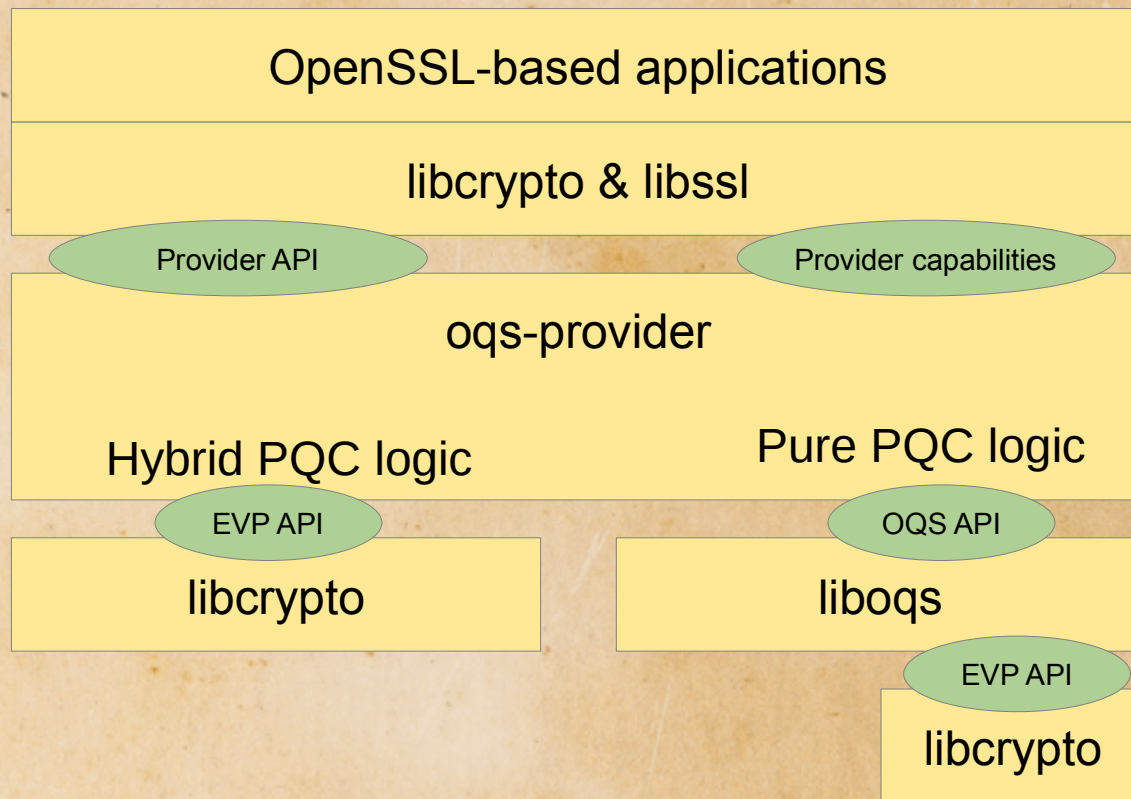 OpenSSL-based applications
libcrypto & libssl
Provider API
Provider capabilities
oqs-provider
Hybrid PQC logic
Pure PQC logic
EVP API
OQS API
libcrypto
liboqs
EVP API
libcrypto